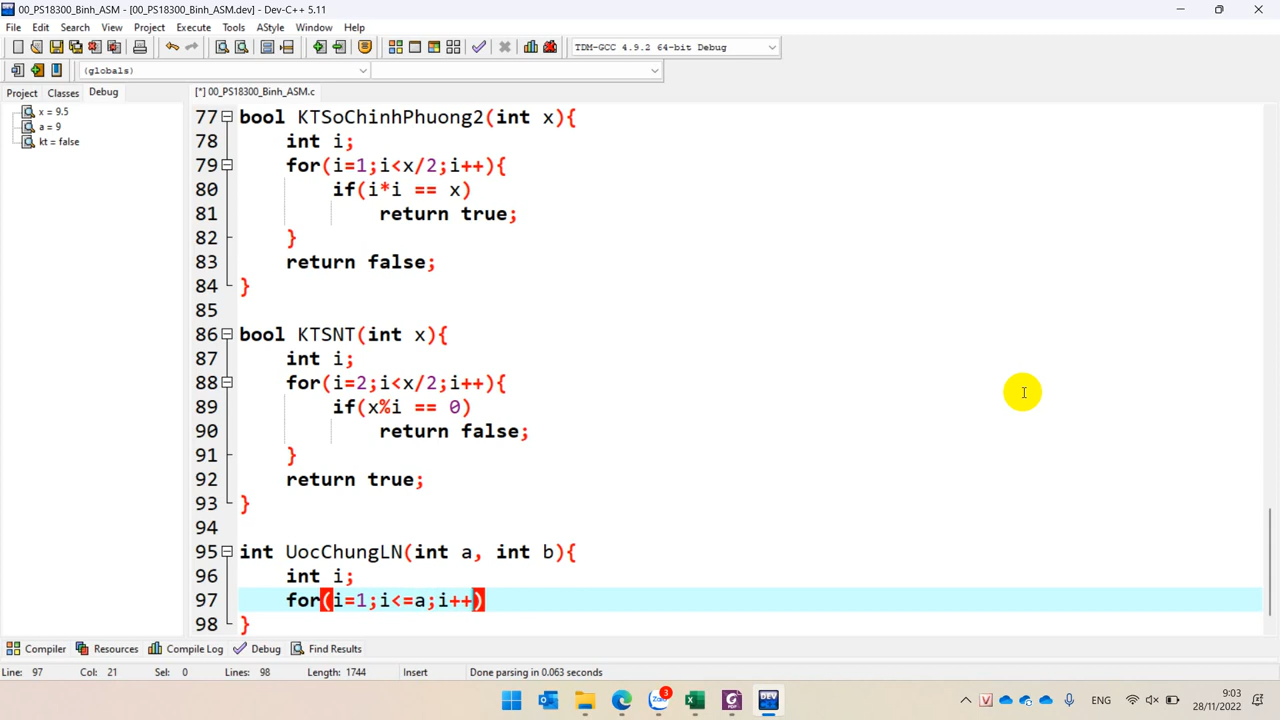 00_PS18300_Binh_ASM - [00_PS18300_Binh_ASM.dev] - Dev-C++ 5.11
File Edit Search View Project Execute Tools AStyle Window Help
TDM-GCC 4.9.2 64-bit Debug
(globals)
Project Classes Debug
[*] 00_PS18300_Binh_ASM.c
x = 9.5
a = 9
kt = false
77 bool KTSoChinhPhuong2(int x){
78 int i;
79 for(i=1;i<x/2;i++){
80 if(i*i == x)
81 return true;
82 }
83 return false;
84 }
85
86 bool KTSNT(int x){
87 int i;
88 for(i=2;i<x/2;i++){
89 if(x%i == 0)
90 return false;
91 }
92 return true;
93 }
94
95 int UocChungLN(int a, int b){
96 int i;
97 for(i=1;i<=a;i++)
98 }
Compiler Resources Compile Log Debug Find Results
Line: 97 Col: 21 Sel: 0 Lines: 98 Length: 1744 Insert Done parsing in 0.063 seconds
3
DEV
ENG
9:03
28/11/2022